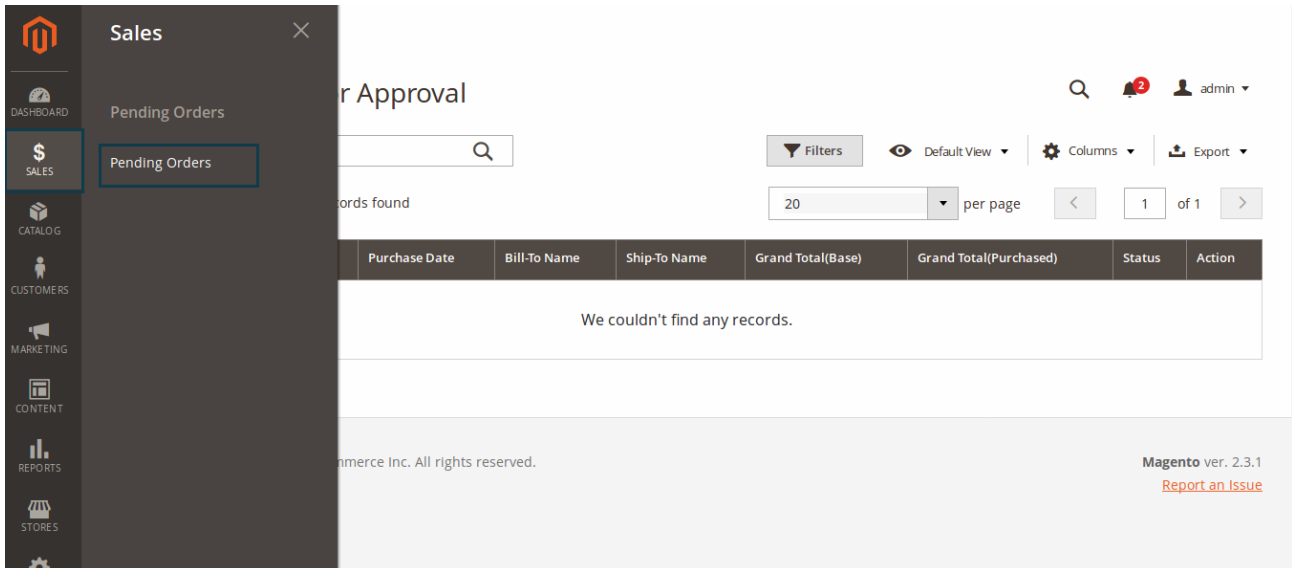 Sales
DASHBOARD
SALES
CATALOG
CUSTOMERS
MARKETING
CONTENT
REPORTS
STORES
Pending Orders
Pending Orders
r Approval
2
admin
Filters
Default View
Columns
Export
ords found
20
per page
1
of 1
Purchase Date
Bill-To Name
Ship-To Name
Grand Total(Base)
Grand Total(Purchased)
Status
Action
We couldn't find any records.
nmerce Inc. All rights reserved.
Magento ver. 2.3.1
Report an Issue